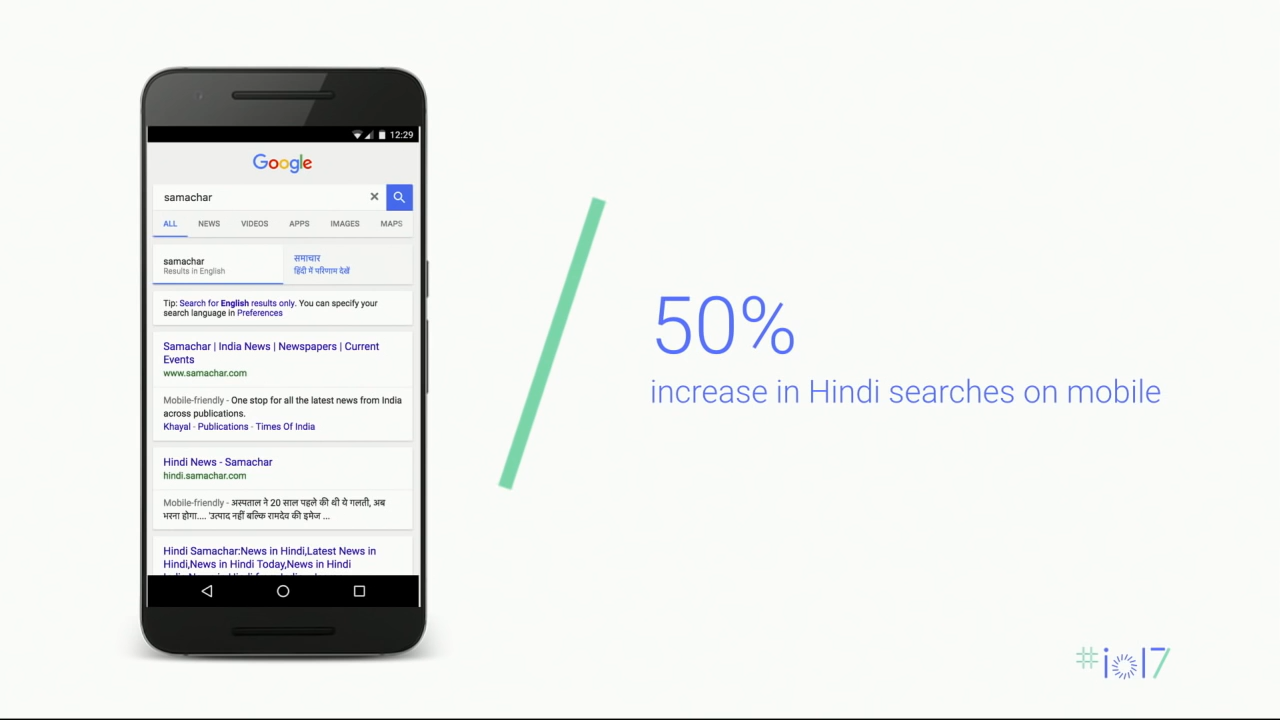 12:29
Google
samachar
ALL NEWS VIDEOS APPS IMAGES MAPS
samachar
Results in English
समाचार
हिंदी में परिणाम देखें
Tip: Search for English results only. You can specify your
search language in Preferences
Samachar | India News | Newspapers | Current
Events
www.samachar.com
Mobile-friendly - One stop for all the latest news from India
across publications.
Khayal - Publications - Times Of India
Hindi News - Samachar
hindi.samachar.com
Mobile-friendly - अस्पताल ने 20 साल पहले की थी ये गलती, अब
भरना होगा.... 'उत्पाद नहीं बल्कि रामदेव की इमेज ...
Hindi Samachar:News in Hindi,Latest News in
Hindi,News in Hindi Today,News in Hindi
50%
increase in Hindi searches on mobile
#io17